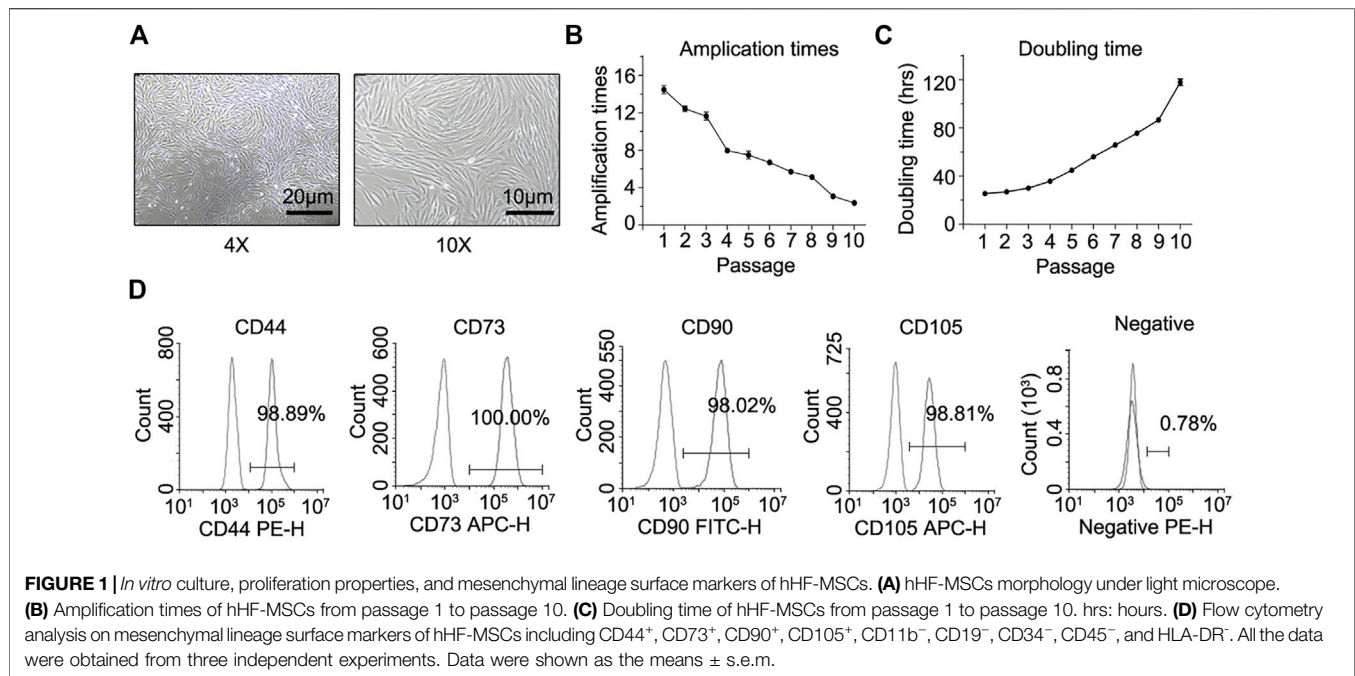 A
20µm
4X
10µm
10X
B
Amplication times
Amplification times
16
12
8
4
0
1 2 3 4 5 6 7 8 9 10
Passage
C
Doubling time
Doubling time (hrs)
120
80
40
0
1 2 3 4 5 6 7 8 9 10
Passage
D
CD44
Count
800
400
0
98.89%
10¹ 10³ 10⁵ 10⁷
CD44 PE-H
CD73
Count
600
400
200
0
100.00%
10¹ 10³ 10⁵ 10⁷
CD73 APC-H
CD90
Count
550
400
200
0
98.02%
10¹ 10³ 10⁵ 10⁷
CD90 FITC-H
CD105
Count
725
400
0
98.81%
10¹ 10³ 10⁵ 10⁷
CD105 APC-H
Negative
Count (10³)
0.8
0.4
0
0.78%
10¹ 10³ 10⁵ 10⁷
Negative PE-H
FIGURE 1 | In vitro culture, proliferation properties, and mesenchymal lineage surface markers of hHF-MSCs. (A) hHF-MSCs morphology under light microscope.
(B) Amplification times of hHF-MSCs from passage 1 to passage 10. (C) Doubling time of hHF-MSCs from passage 1 to passage 10. hrs: hours. (D) Flow cytometry
analysis on mesenchymal lineage surface markers of hHF-MSCs including CD44⁺, CD73⁺, CD90⁺, CD105⁺, CD11b⁻, CD19⁻, CD34⁻, CD45⁻, and HLA-DR⁻. All the data
were obtained from three independent experiments. Data were shown as the means ± s.e.m.